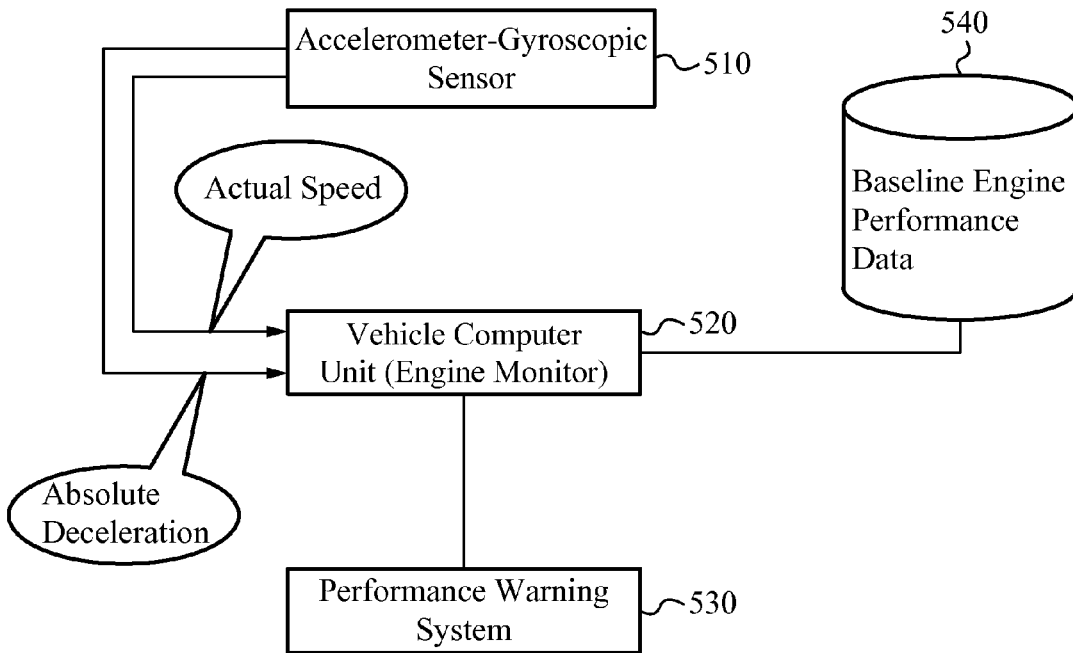 Accelerometer-Gyroscopic
Sensor
510
540
Actual Speed
Baseline Engine
Performance
Data
Vehicle Computer
Unit (Engine Monitor)
520
Absolute
Deceleration
Performance Warning
System
530